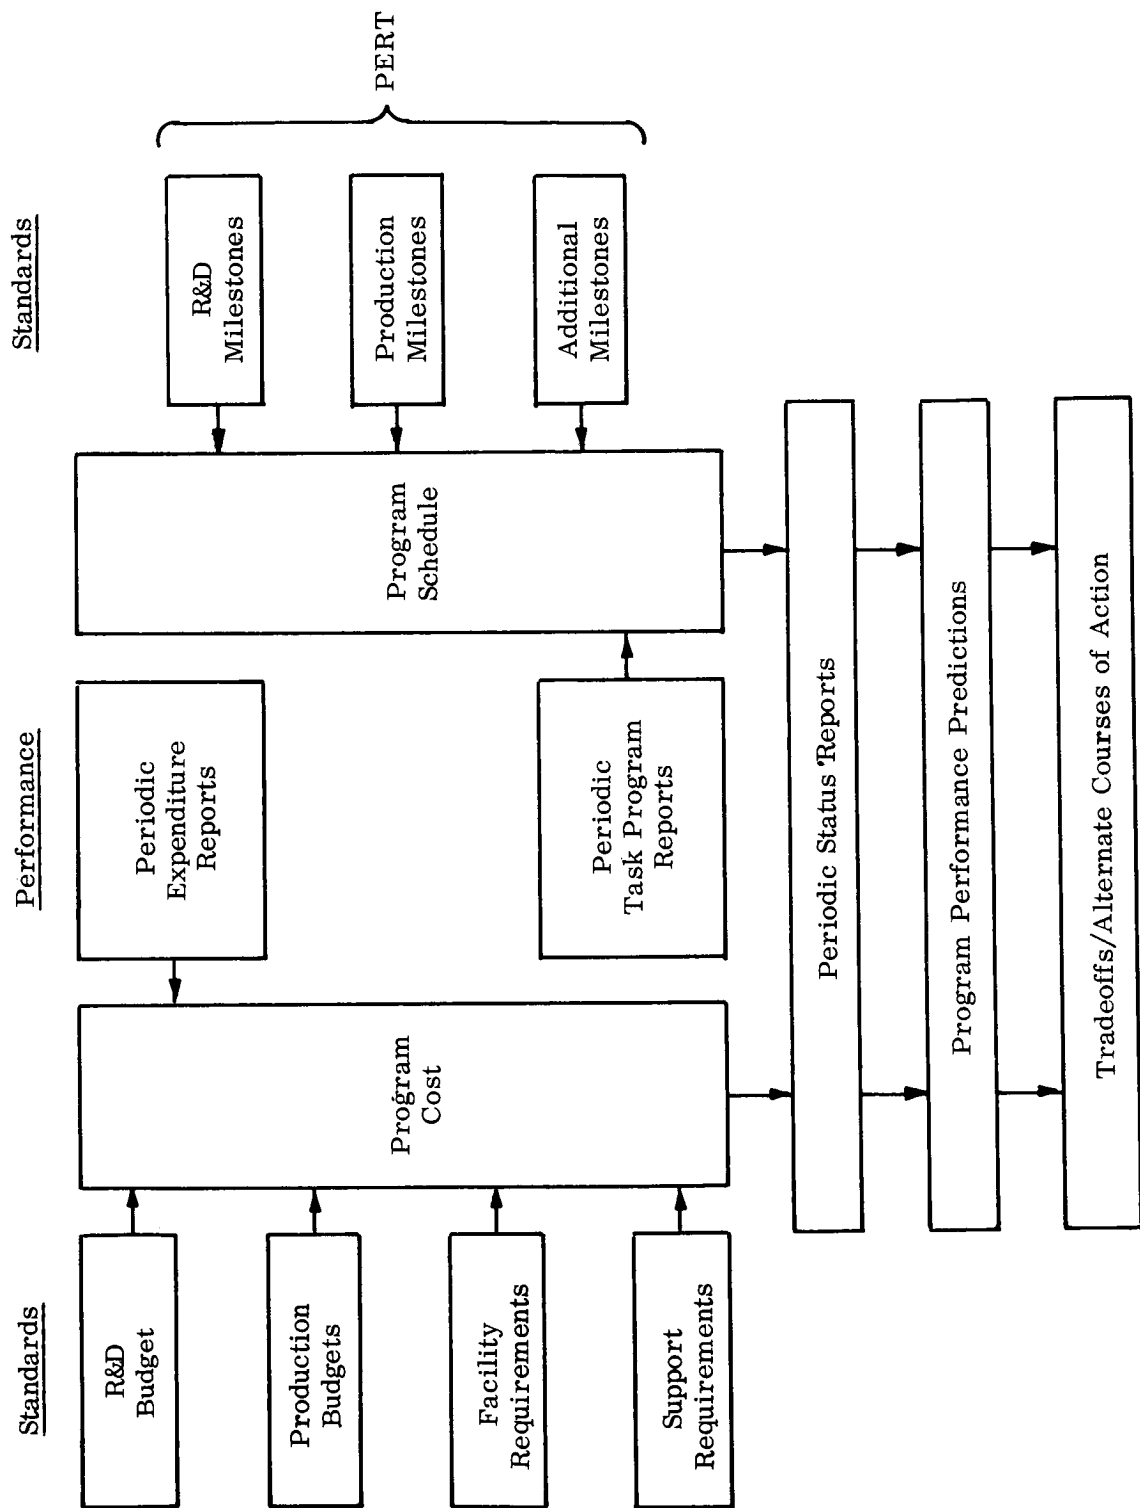 Standards
Performance
Standards
R&D
Budget
Production
Budgets
Facility
Requirements
Support
Requirements
Program
Cost
Periodic
Expenditure
Reports
Periodic
Task Program
Reports
Program
Schedule
R&D
Milestones
Production
Milestones
Additional
Milestones
PERT
Periodic Status Reports
Program Performance Predictions
Tradeoffs/Alternate Courses of Action